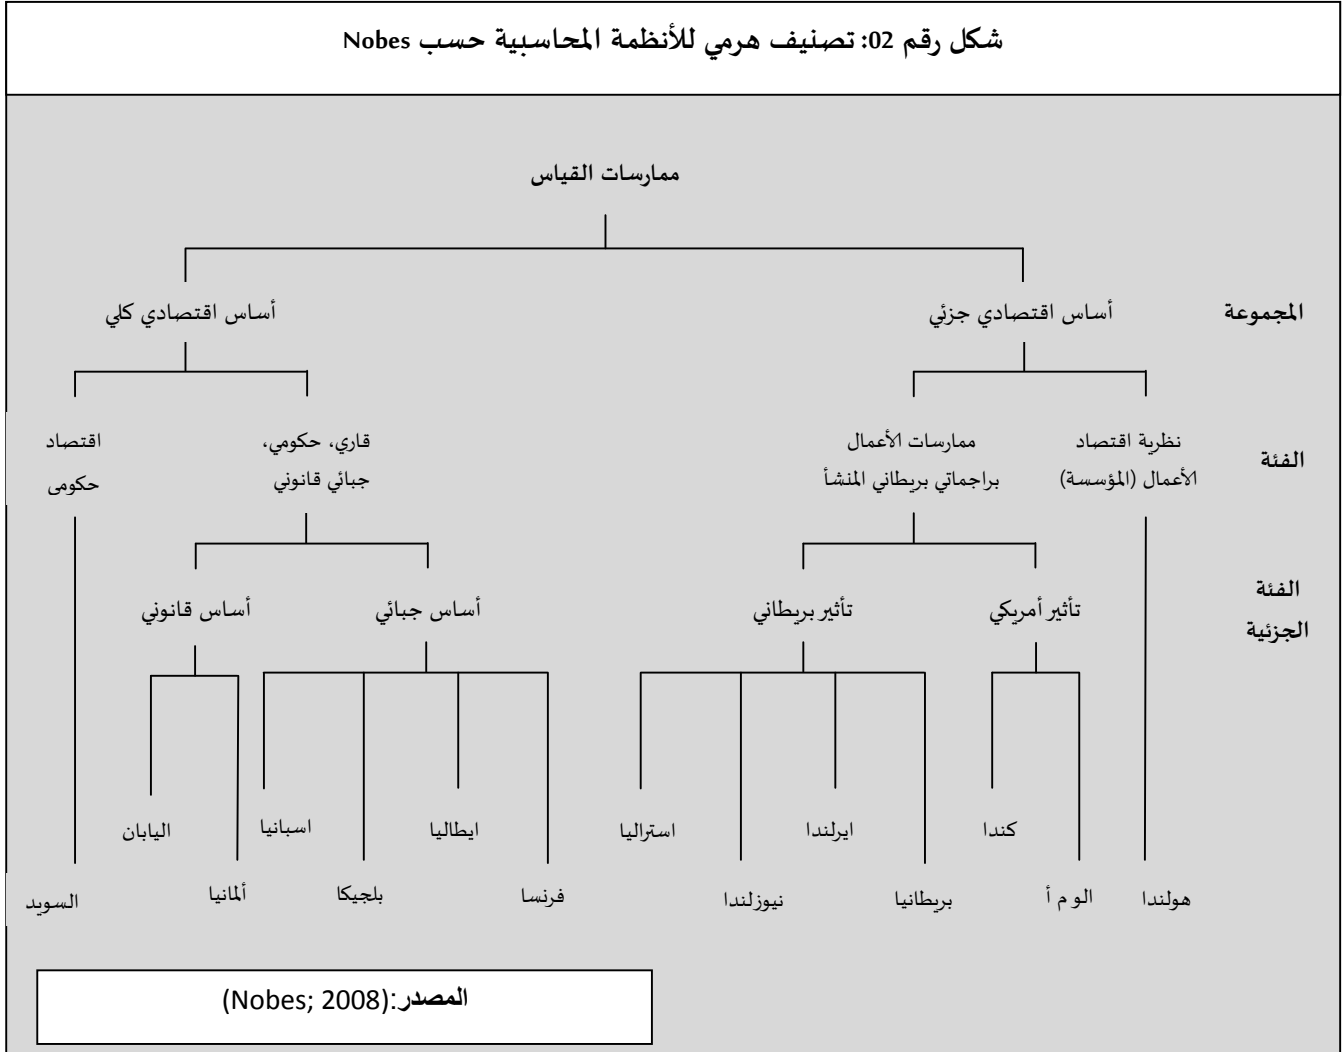 شكل رقم 02: تصنيف هرمي للأنظمة المحاسبية حسب Nobes
ممارسات القياس
المجموعة
أساس اقتصادي جزئي
أساس اقتصادي كلي
الفئة
نظرية اقتصاد
الأعمال (المؤسسة)
ممارسات الأعمال
براجماتي بريطاني المنشأ
قاري، حكومي،
جبائي قانوني
اقتصاد
حكومى
الفئة
الجزئية
تأثير أمريكي
تأثير بريطاني
أساس جبائي
أساس قانوني
كندا
ايرلندا
استراليا
ايطاليا
اسبانيا
اليابان
هولندا
الو م أ
بريطانيا
نيوزلندا
فرنسا
بلجيكا
ألمانيا
السويد
المصدر:(Nobes; 2008)